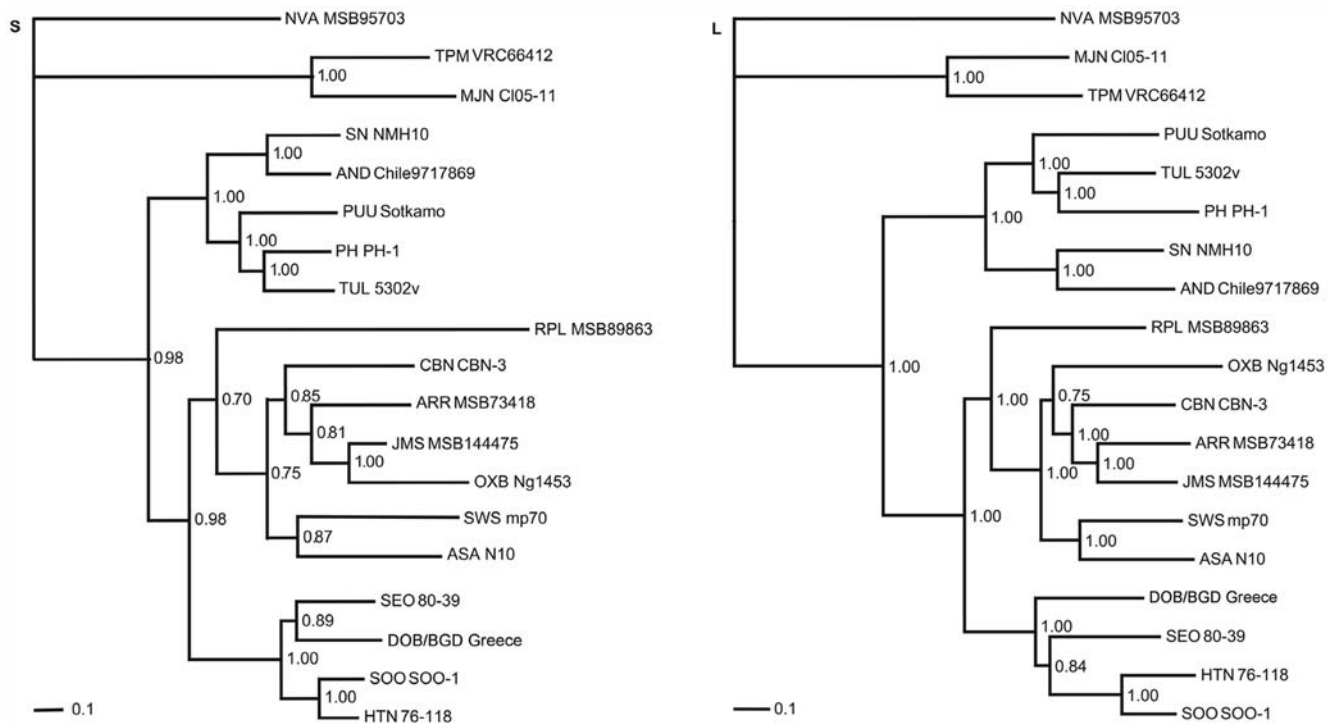 S
NVA MSB95703
TPM VRC66412
1.00
MJN Cl05-11
SN NMH10
1.00
AND Chile9717869
1.00
PUU Sotkamo
1.00
PH PH-1
1.00
TUL 5302v
RPL MSB89863
0.98
CBN CBN-3
0.85
0.70
ARR MSB73418
0.81
JMS MSB144475
1.00
0.75
OXB Ng1453
SWS mp70
0.98
0.87
ASA N10
SEO 80-39
0.89
DOB/BGD Greece
1.00
SOO SOO-1
1.00
HTN 76-118
0.1
L
NVA MSB95703
MJN Cl05-11
1.00
TPM VRC66412
PUU Sotkamo
1.00
TUL 5302v
1.00
PH PH-1
1.00
SN NMH10
1.00
AND Chile9717869
RPL MSB89863
1.00
OXB Ng1453
0.75
CBN CBN-3
1.00
1.00
ARR MSB73418
1.00
JMS MSB144475
1.00
SWS mp70
1.00
1.00
ASA N10
DOB/BGD Greece
1.00
SEO 80-39
0.84
HTN 76-118
1.00
SOO SOO-1
0.1